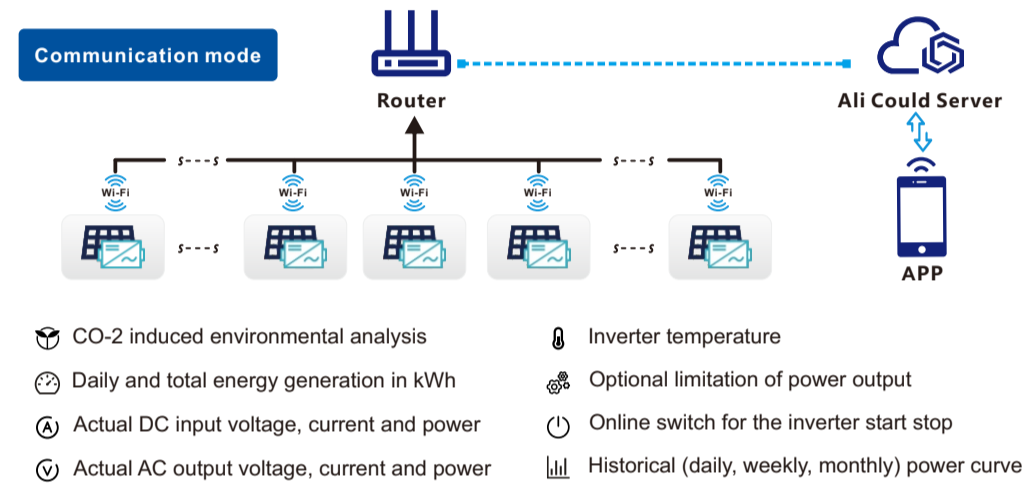 Communication mode
Router
Ali Could Server
Wi-Fi
Wi-Fi
Wi-Fi
Wi-Fi
Wi-Fi
S---S
S---S
S---S
S---S
APP
CO-2 induced environmental analysis
Daily and total energy generation in kWh
A Actual DC input voltage, current and power
V Actual AC output voltage, current and power
Inverter temperature
Optional limitation of power output
Online switch for the inverter start stop
Historical (daily, weekly, monthly) power curve